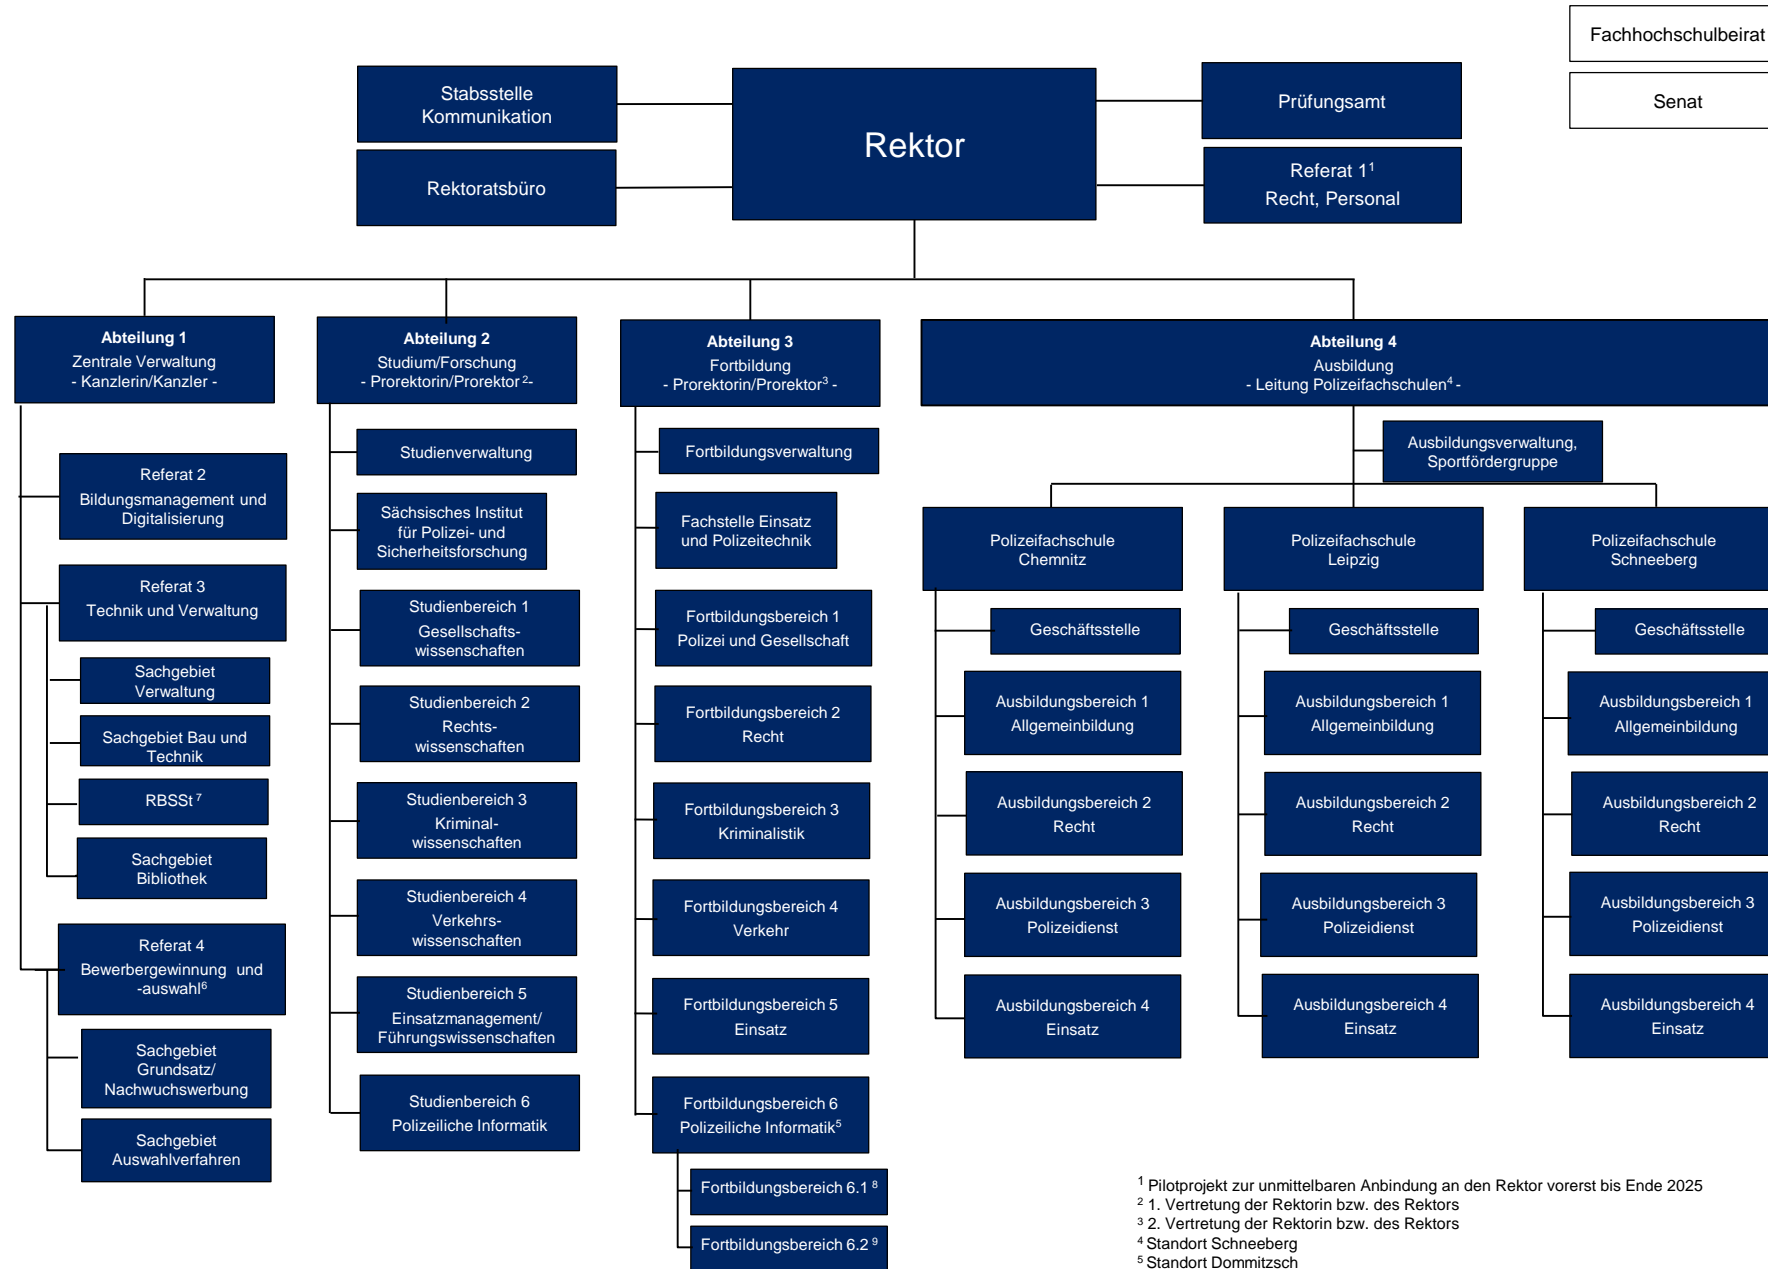 Fachhochschulbeirat
Senat
Stabsstelle
Kommunikation
Rektoratsbüro
Rektor
Prüfungsamt
Referat 1¹
Recht, Personal
Abteilung 1
Zentrale Verwaltung
- Kanzlerin/Kanzler -
Referat 2
Bildungsmanagement und
Digitalisierung
Referat 3
Technik und Verwaltung
Sachgebiet
Verwaltung
Sachgebiet Bau und
Technik
RBSSt ⁷
Sachgebiet
Bibliothek
Referat 4
Bewerbergewinnung und
-auswahl⁶
Sachgebiet
Grundsatz/
Nachwuchswerbung
Sachgebiet
Auswahlverfahren
Abteilung 2
Studium/Forschung
- Prorektorin/Prorektor ²-
Studienverwaltung
Sächsisches Institut
für Polizei- und
Sicherheitsforschung
Studienbereich 1
Gesellschafts-
wissenschaften
Studienbereich 2
Rechts-
wissenschaften
Studienbereich 3
Kriminal-
wissenschaften
Studienbereich 4
Verkehrs-
wissenschaften
Studienbereich 5
Einsatzmanagement/
Führungswissenschaften
Studienbereich 6
Polizeiliche Informatik
Abteilung 3
Fortbildung
- Prorektorin/Prorektor³ -
Fortbildungsverwaltung
Fachstelle Einsatz
und Polizeitechnik
Fortbildungsbereich 1
Polizei und Gesellschaft
Fortbildungsbereich 2
Recht
Fortbildungsbereich 3
Kriminalistik
Fortbildungsbereich 4
Verkehr
Fortbildungsbereich 5
Einsatz
Fortbildungsbereich 6
Polizeiliche Informatik⁵
Fortbildungsbereich 6.1 ⁸
Fortbildungsbereich 6.2 ⁹
Abteilung 4
Ausbildung
- Leitung Polizeifachschulen⁴ -
Ausbildungsverwaltung,
Sportfördergruppe
Polizeifachschule
Chemnitz
Geschäftsstelle
Ausbildungsbereich 1
Allgemeinbildung
Ausbildungsbereich 2
Recht
Ausbildungsbereich 3
Polizeidienst
Ausbildungsbereich 4
Einsatz
Polizeifachschule
Leipzig
Geschäftsstelle
Ausbildungsbereich 1
Allgemeinbildung
Ausbildungsbereich 2
Recht
Ausbildungsbereich 3
Polizeidienst
Ausbildungsbereich 4
Einsatz
Polizeifachschule
Schneeberg
Geschäftsstelle
Ausbildungsbereich 1
Allgemeinbildung
Ausbildungsbereich 2
Recht
Ausbildungsbereich 3
Polizeidienst
Ausbildungsbereich 4
Einsatz
¹ Pilotprojekt zur unmittelbaren Anbindung an den Rektor vorerst bis Ende 2025
² 1. Vertretung der Rektorin bzw. des Rektors
³ 2. Vertretung der Rektorin bzw. des Rektors
⁴ Standort Schneeberg
⁵ Standort Dommitzsch